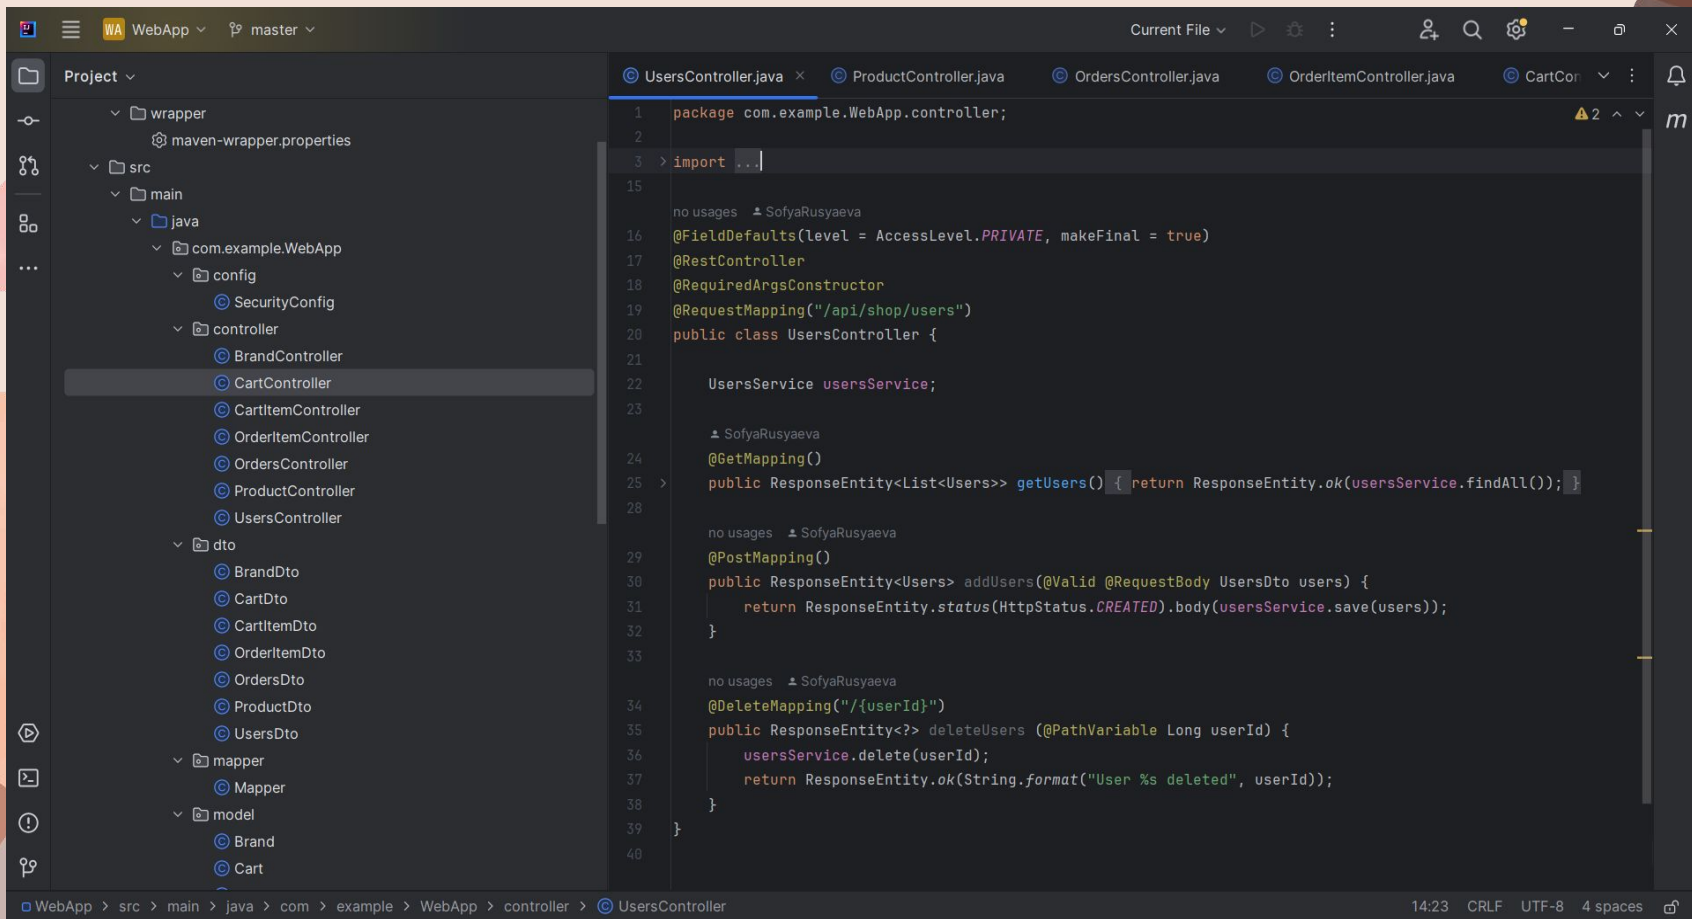 WA WebApp master Current File
Project
wrapper
maven-wrapper.properties
src
main
java
com.example.WebApp
config
SecurityConfig
controller
BrandController
CartController
CartItemController
OrderItemController
OrdersController
ProductController
UsersController
dto
BrandDto
CartDto
CartItemDto
OrderItemDto
OrdersDto
ProductDto
UsersDto
mapper
Mapper
model
Brand
Cart
UsersController.java × ProductController.java OrdersController.java OrderItemController.java CartCon
m
2
1 package com.example.WebApp.controller;
2
3 import ...
15
no usages SofyaRusyaeva
16 @FieldDefaults(level = AccessLevel.PRIVATE, makeFinal = true)
17 @RestController
18 @RequiredArgsConstructor
19 @RequestMapping("/api/shop/users")
20 public class UsersController {
21
22 UsersService usersService;
23
SofyaRusyaeva
24 @GetMapping()
25 public ResponseEntity<List<Users>> getUsers() { return ResponseEntity.ok(usersService.findAll()); }
28
no usages SofyaRusyaeva
29 @PostMapping()
30 public ResponseEntity<Users> addUsers(@Valid @RequestBody UsersDto users) {
31 return ResponseEntity.status(HttpStatus.CREATED).body(usersService.save(users));
32 }
33
no usages SofyaRusyaeva
34 @DeleteMapping("/{userId}")
35 public ResponseEntity<?> deleteUsers (@PathVariable Long userId) {
36 usersService.delete(userId);
37 return ResponseEntity.ok(String.format("User %s deleted", userId));
38 }
39 }
40
WebApp > src > main > java > com > example > WebApp > controller > UsersController 14:23 CRLF UTF-8 4 spaces